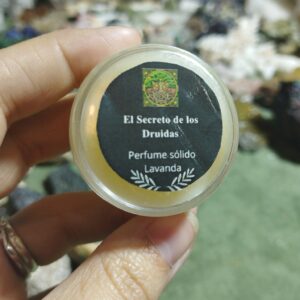 El Secreto de los
Druidas
Perfume sólido
Lavanda